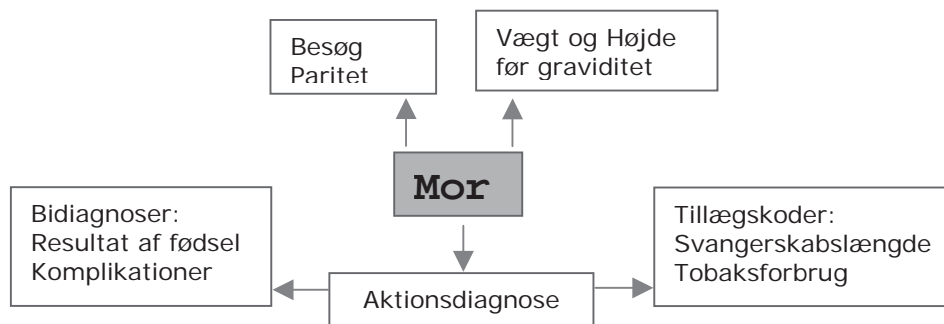 Besøg
Paritet
Vægt og Højde
før graviditet
Mor
Bidiagnoser:
Resultat af fødsel
Komplikationer
Aktionsdiagnose
Tillægskoder:
Svangerskabslængde
Tobaksforbrug